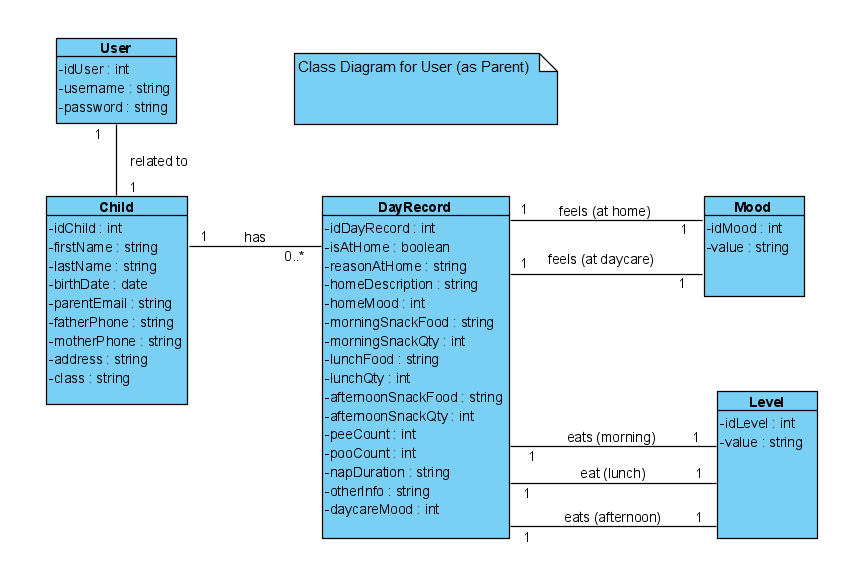 User
-idUser : int
-username : string
-password : string
Class Diagram for User (as Parent)
1
related to
1
Child
-idChild : int
-firstName : string
-lastName : string
-birthDate : date
-parentEmail : string
-fatherPhone : string
-motherPhone : string
-address : string
-class : string
1
has
0..*
DayRecord
-idDayRecord : int
-isAtHome : boolean
-reasonAtHome : string
-homeDescription : string
-homeMood : int
-morningSnackFood : string
-morningSnackQty : int
-lunchFood : string
-lunchQty : int
-afternoonSnackFood : string
-afternoonSnackQty : int
-peeCount : int
-pooCount : int
-napDuration : string
-otherInfo : string
-daycareMood : int
1
feels (at home)
1
1
feels (at daycare)
1
Mood
-idMood : int
-value : string
Level
-idLevel : int
-value : string
eats (morning)
1
1
eat (lunch)
1
1
eats (afternoon)
1
1